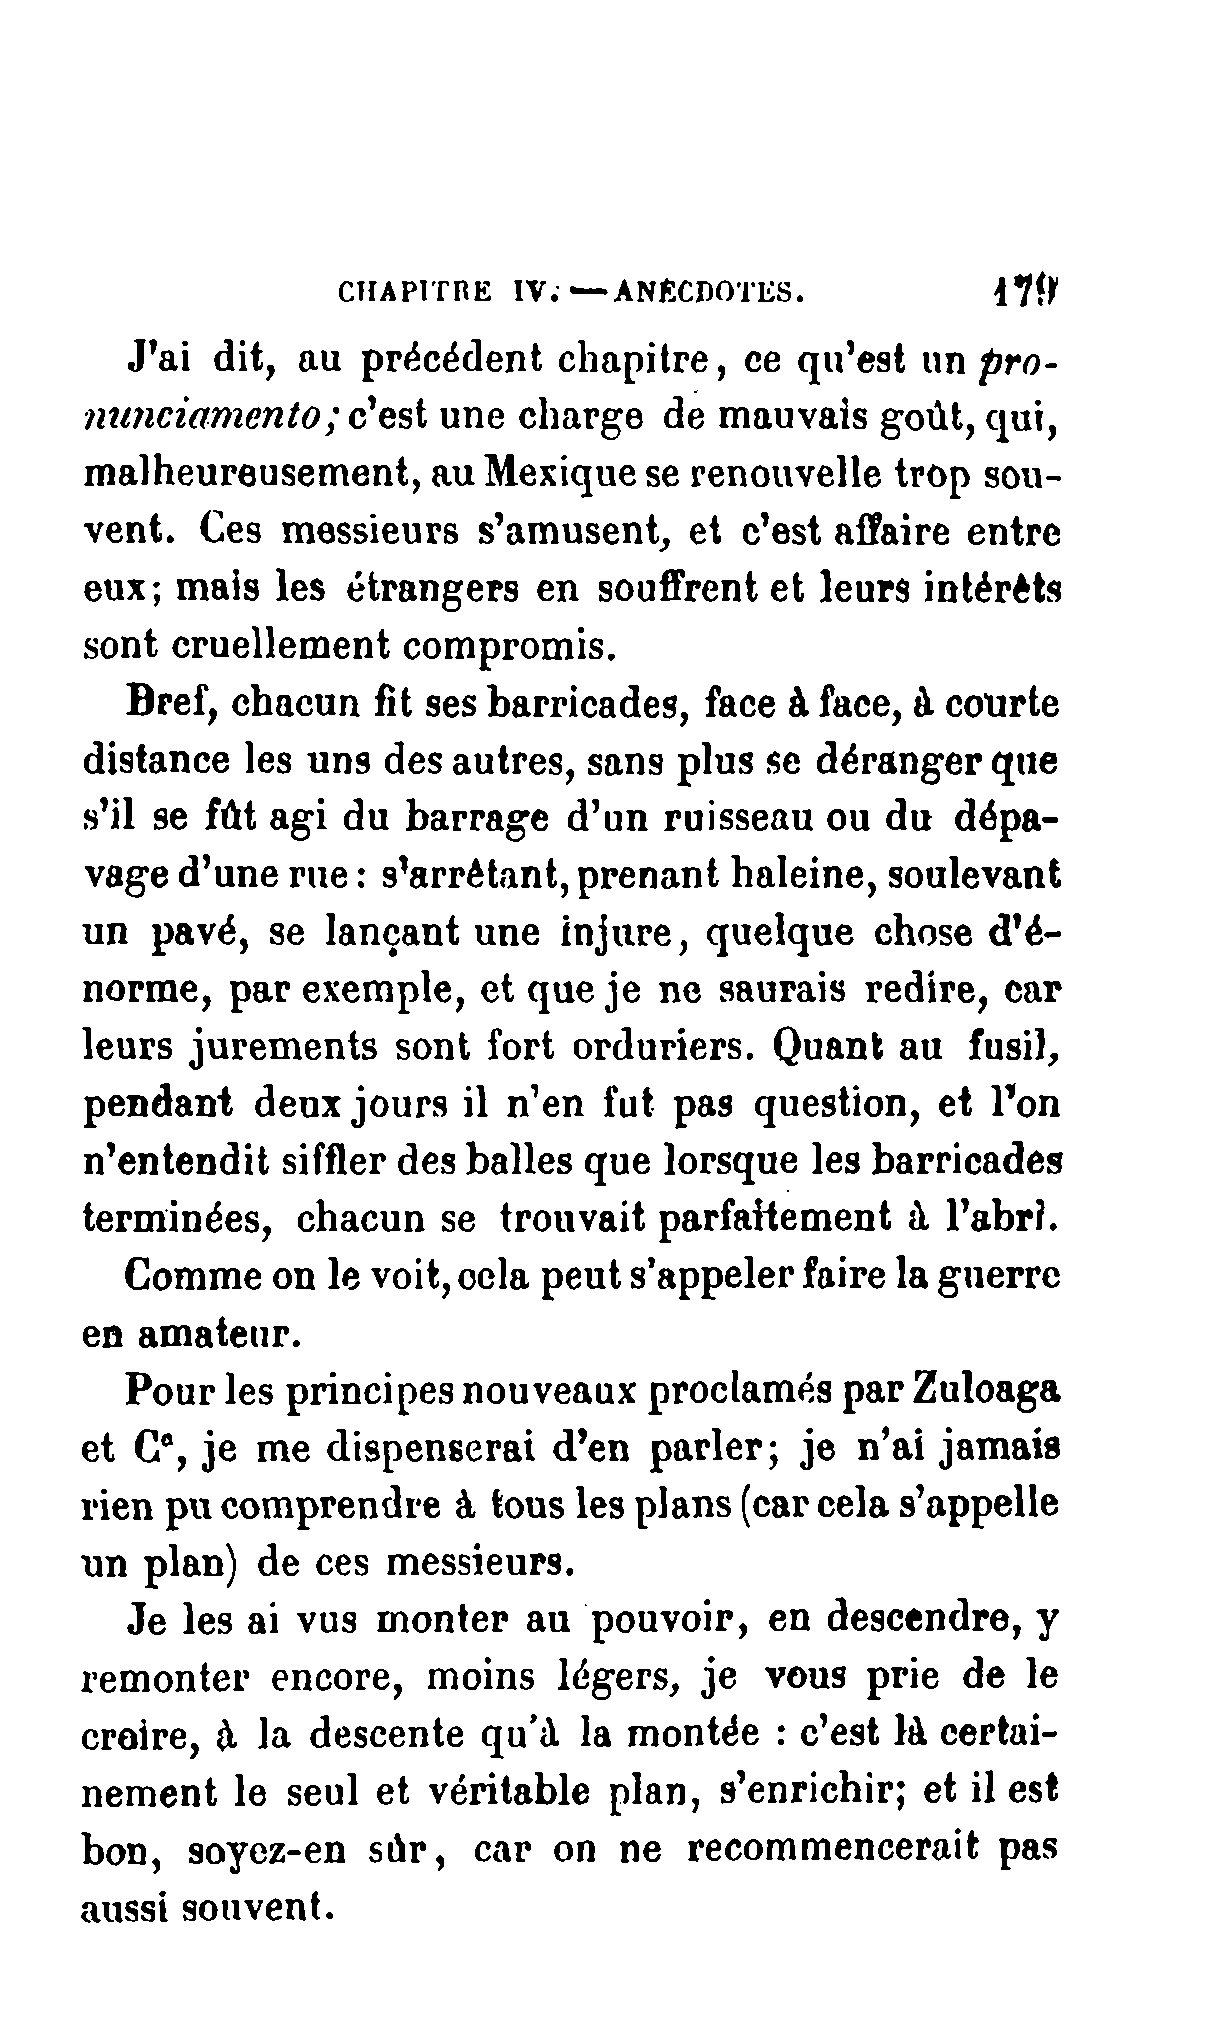 CHAPITRE IV. — ANECDOTES. 179
J'ai dit, au précédent chapitre, ce qu'est un pro-
nunciamento; c'est une charge de mauvais goût, qui,
malheureusement, au Mexique se renouvelle trop sou-
vent. Ces messieurs s'amusent, et c'est affaire entre
eux; mais les étrangers en souffrent et leurs intérêts
sont cruellement compromis.
Bref, chacun fit ses barricades, face à face, à courte
distance les uns des autres, sans plus se déranger que
s'il se fût agi du barrage d'un ruisseau ou du dépa-
vage d'une rue : s'arrêtant, prenant haleine, soulevant
un pavé, se lançant une injure, quelque chose d'é-
norme, par exemple, et que je ne saurais redire, car
leurs jurements sont fort orduriers. Quant au fusil,
pendant deux jours il n'en fut pas question, et l'on
n'entendit siffler des balles que lorsque les barricades
terminées, chacun se trouvait parfaitement à l'abri.
Comme on le voit, cela peut s'appeler faire la guerre
en amateur.
Pour les principes nouveaux proclamés par Zuloaga
et Cᵉ, je me dispenserai d'en parler; je n'ai jamais
rien pu comprendre à tous les plans (car cela s'appelle
un plan) de ces messieurs.
Je les ai vus monter au pouvoir, en descendre, y
remonter encore, moins légers, je vous prie de le
croire, à la descente qu'à la montée : c'est là certai-
nement le seul et véritable plan, s'enrichir; et il est
bon, soyez-en sûr, car on ne recommencerait pas
aussi souvent.